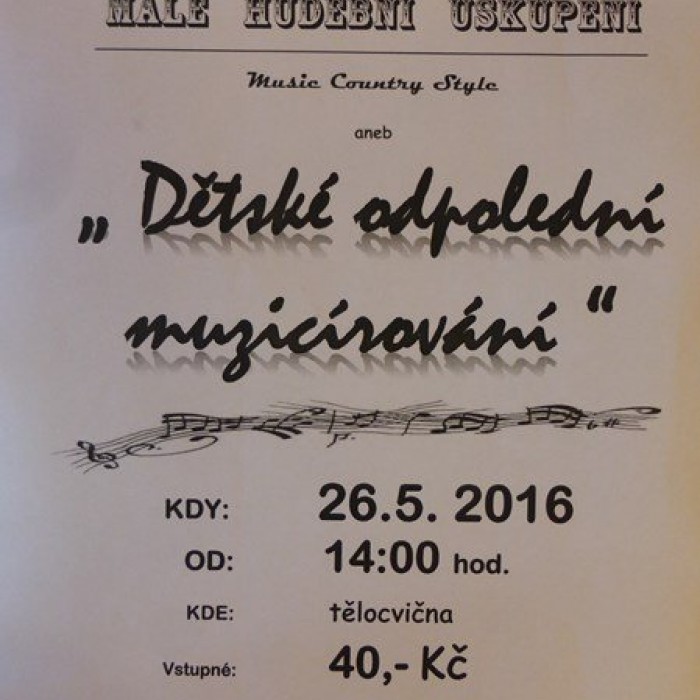 MALÉ HUDEBNÍ USKUPENÍ
Music Country Style
aneb
„ Dětské odpolední
muzicírování “
KDY: 26.5. 2016
OD: 14:00 hod.
KDE: tělocvična
Vstupné: 40,- Kč